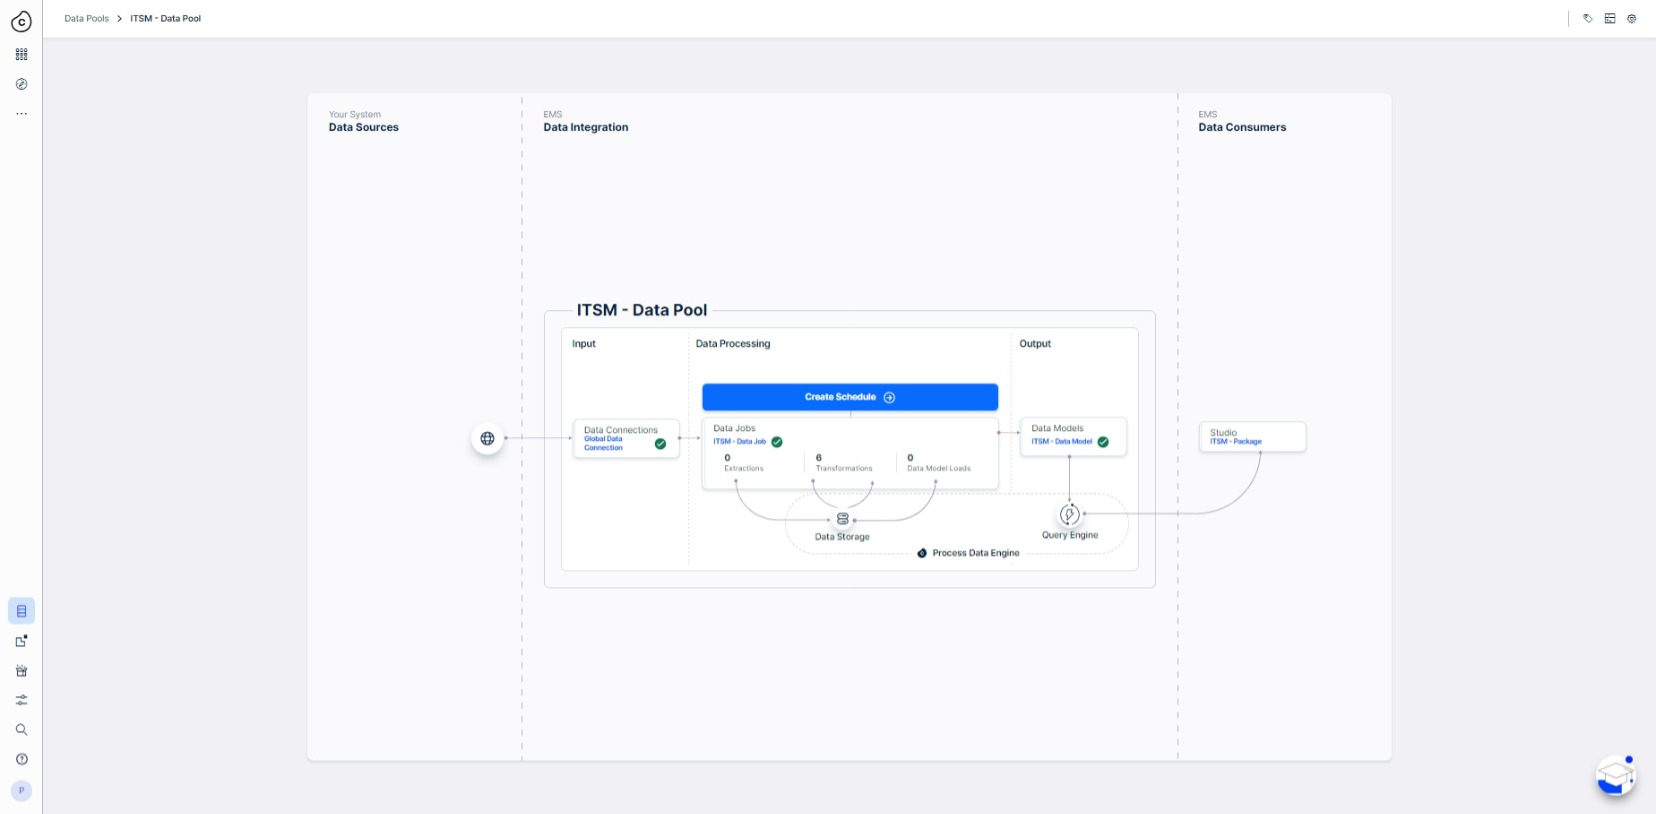 Data Pools > ITSM - Data Pool
Your System
Data Sources
EMS
Data Integration
EMS
Data Consumers
ITSM - Data Pool
Input
Data Processing
Output
Create Schedule
Data Connections
Global Data
Connection
Data Jobs
ITSM - Data Job
0
Extractions
6
Transformations
0
Data Model Loads
Data Models
ITSM - Data Model
Studio
ITSM - Package
Data Storage
Query Engine
Process Data Engine
P